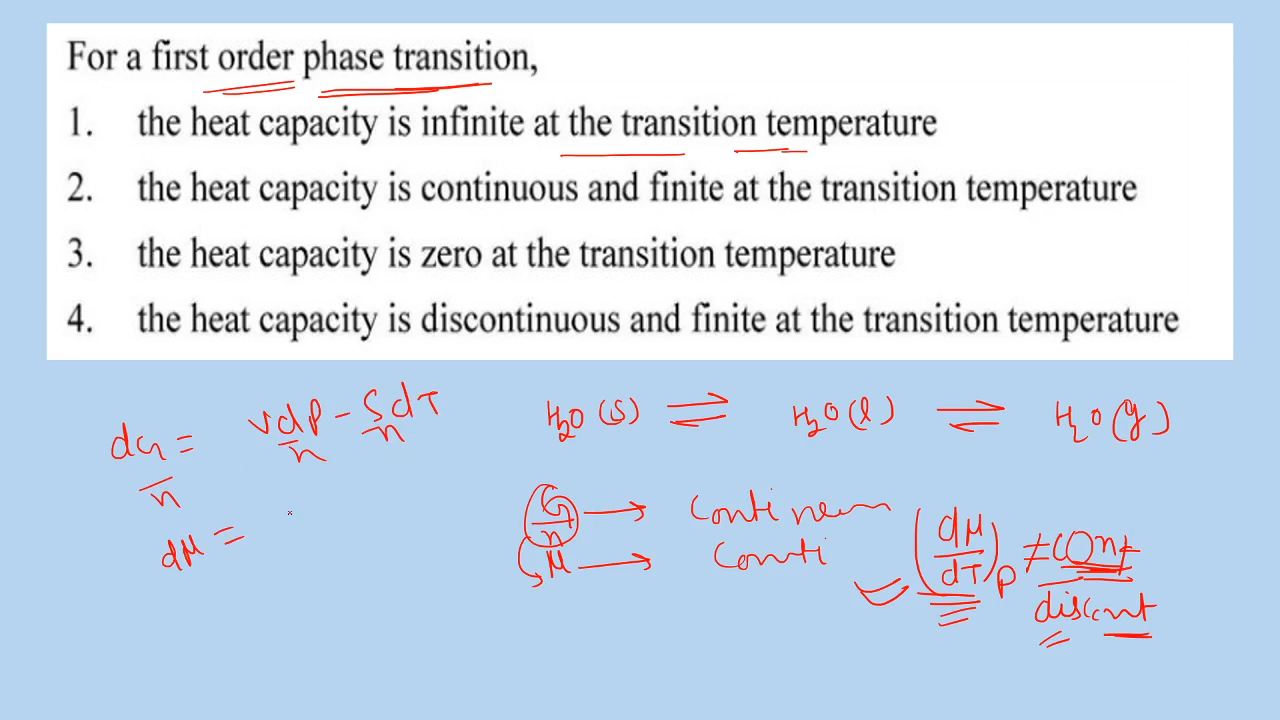 For a first order phase transition,
1. the heat capacity is infinite at the transition temperature
2. the heat capacity is continuous and finite at the transition temperature
3. the heat capacity is zero at the transition temperature
4. the heat capacity is discontinuous and finite at the transition temperature
dG/n = VdP/n - SdT/n
H2O(s) ⇌ H2O(l) ⇌ H2O(g)
G/n → 
μ → Conti
dμ =
(dμ/dT)P ≠ cont
discont